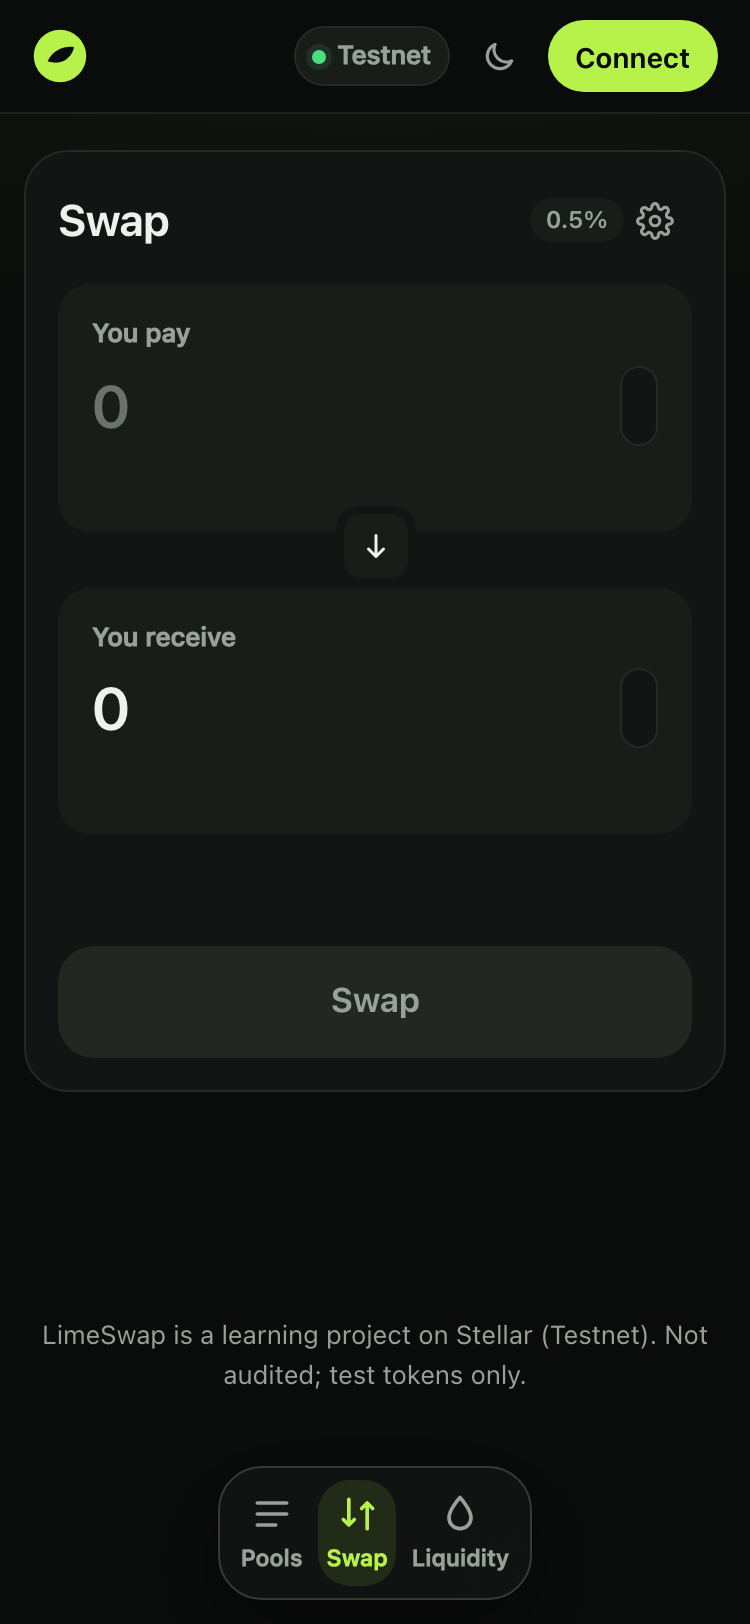 Testnet
Connect
Swap
0.5%
You pay
0
You receive
0
Swap
LimeSwap is a learning project on Stellar (Testnet). Not
audited; test tokens only.
Pools
Swap
Liquidity